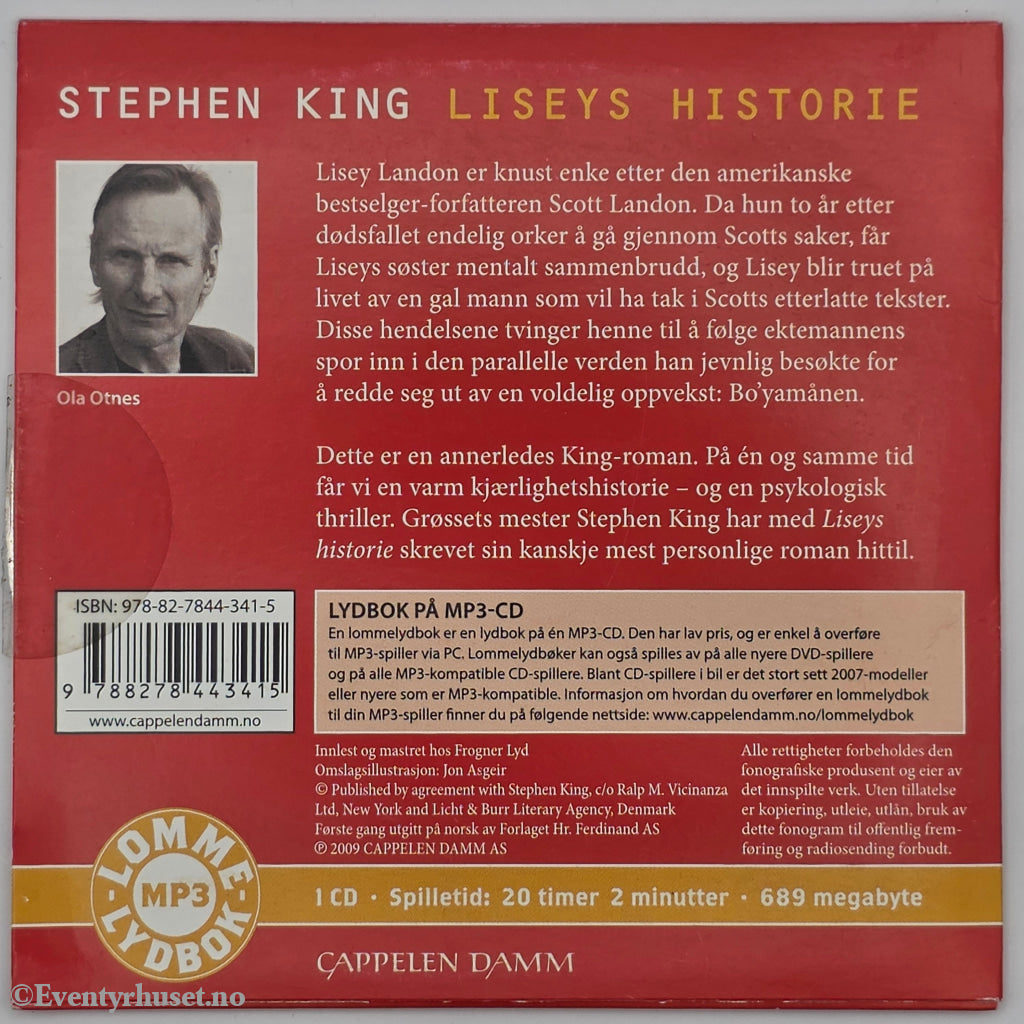 STEPHEN KING LISEYS HISTORIE
Lisey Landon er knust enke etter den amerikanske
bestselger-forfatteren Scott Landon. Da hun to år etter
dødsfallet endelig orker å gå gjennom Scotts saker, får
Liseys søster mentalt sammenbrudd, og Lisey blir truet på
livet av en gal mann som vil ha tak i Scotts etterlatte tekster.
Disse hendelsene tvinger henne til å følge ektemannens
spor inn i den parallelle verden han jevnlig besøkte for
å redde seg ut av en voldelig oppvekst: Bo'yamånen.
Ola Otnes
Dette er en annerledes King-roman. På én og samme tid
får vi en varm kjærlighetshistorie – og en psykologisk
thriller. Grøssets mester Stephen King har med Liseys
historie skrevet sin kanskje mest personlige roman hittil.
ISBN: 978-82-7844-341-5
9 788278 443415
www.cappelendamm.no
LYDBOK PÅ MP3-CD
En lommelydbok er en lydbok på én MP3-CD. Den har lav pris, og er enkel å overføre
til MP3-spiller via PC. Lommelydbøker kan også spilles av på alle nyere DVD-spillere
og på alle MP3-kompatible CD-spillere. Blant CD-spillere i bil er det stort sett 2007-modeller
eller nyere som er MP3-kompatible. Informasjon om hvordan du overfører en lommelydbok
til din MP3-spiller finner du på følgende nettside: www.cappelendamm.no/lommelydbok
Innlest og mastret hos Frogner Lyd
Omslagsillustrasjon: Jon Asgeir
© Published by agreement with Stephen King, c/o Ralp M. Vicinanza
Ltd, New York and Licht & Burr Literary Agency, Denmark
Første gang utgitt på norsk av Forlaget Hr. Ferdinand AS
℗ 2009 CAPPELEN DAMM AS
Alle rettigheter forbeholdes den
fonografiske produsent og eier av
det innspilte verk. Uten tillatelse
er kopiering, utleie, utlån, bruk av
dette fonogram til offentlig frem-
føring og radiosending forbudt.
LOMME-
MP3
LYDBOK
1 CD · Spilletid: 20 timer 2 minutter · 689 megabyte
CAPPELEN DAMM
©Eventyrhuset.no